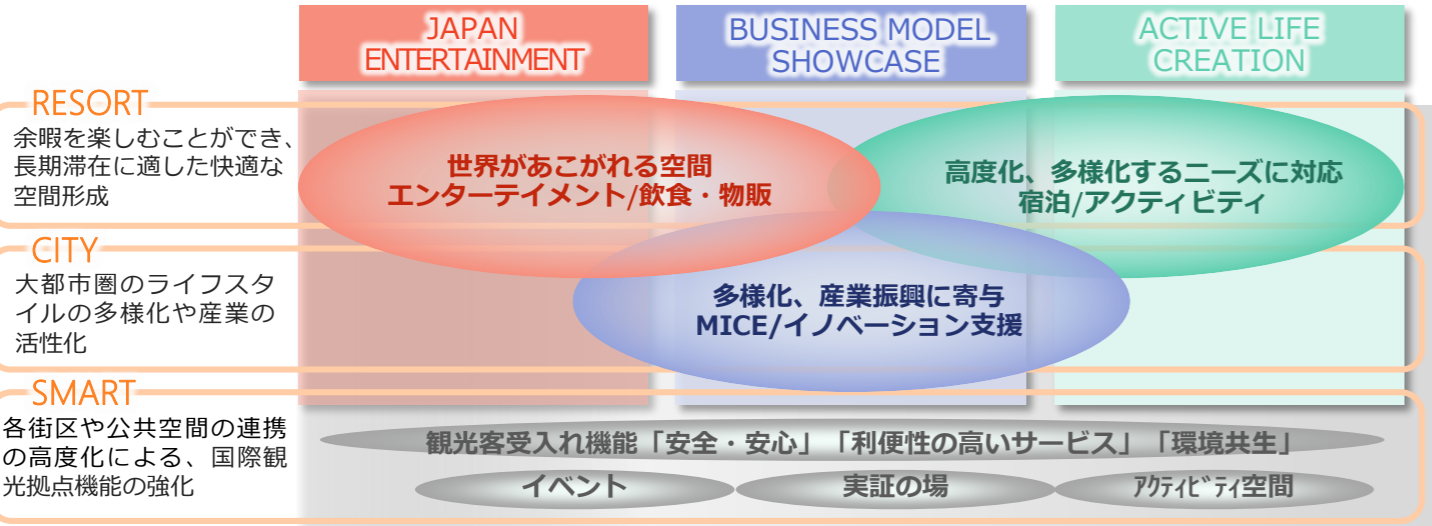 JAPAN
ENTERTAINMENT
BUSINESS MODEL
SHOWCASE
ACTIVE LIFE
CREATION
RESORT
余暇を楽しむことができ、
長期滞在に適した快適な
空間形成
世界があこがれる空間
エンターテイメント/飲食・物販
高度化、多様化するニーズに対応
宿泊/アクティビティ
CITY
大都市圏のライフスタ
イルの多様化や産業の
活性化
多様化、産業振興に寄与
MICE/イノベーション支援
SMART
各街区や公共空間の連携
の高度化による、国際観
光拠点機能の強化
観光客受入れ機能「安全・安心」「利便性の高いサービス」「環境共生」
イベント
実証の場
ｱｸﾃｨﾋﾞﾃｨ空間